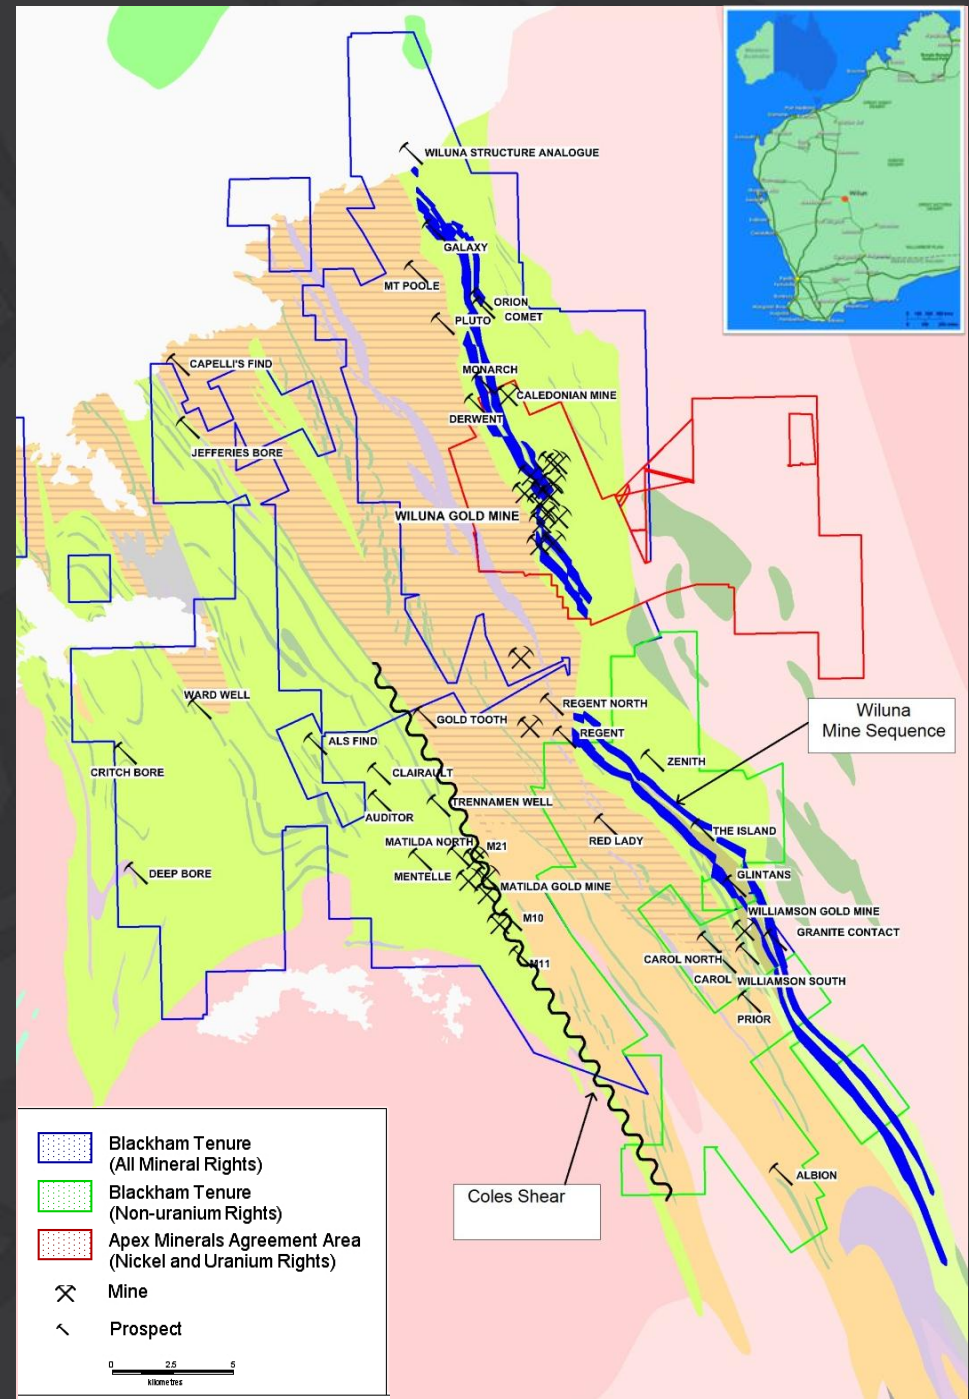 WILUNA STRUCTURE ANALOGUE
GALAXY
MT POOLE
ORION
COMET
PLUTO
CAPELLI'S FIND
MONARCH
CALEDONIAN MINE
DERWENT
JEFFERIES BORE
WILUNA GOLD MINE
WARD WELL
REGENT NORTH
GOLD TOOTH
REGENT
Wiluna
Mine Sequence
ALS FIND
ZENITH
CRITCH BORE
CLAIRAULT
TRENNAMEN WELL
AUDITOR
THE ISLAND
RED LADY
MATILDA NORTH
M21
DEEP BORE
MENTELLE
GLINTANS
MATILDA GOLD MINE
WILLIAMSON GOLD MINE
M10
GRANITE CONTACT
CAROL NORTH
M11
CAROL
WILLIAMSON SOUTH
PRIOR
ALBION
Coles Shear
Blackham Tenure
(All Mineral Rights)
Blackham Tenure
(Non-uranium Rights)
Apex Minerals Agreement Area
(Nickel and Uranium Rights)
Mine
Prospect
0 2.5 5
kilometres